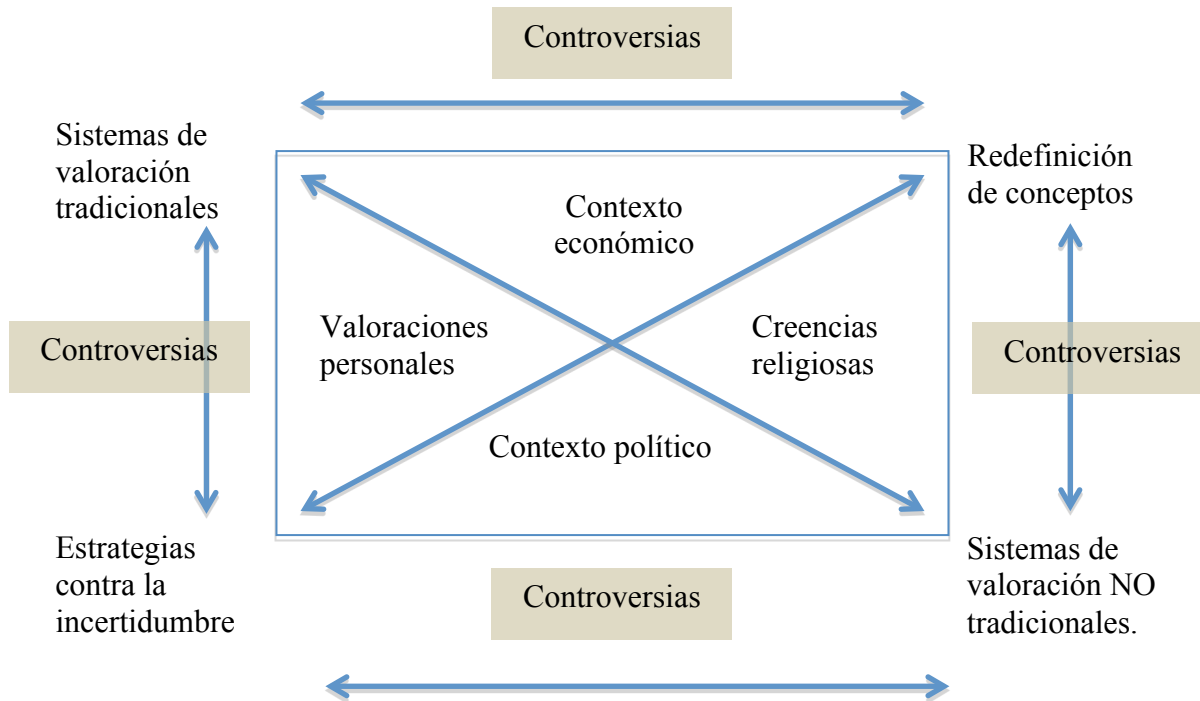 Controversias
Sistemas de
valoración
tradicionales
Redefinición
de conceptos
Contexto
económico
Valoraciones
personales
Creencias
religiosas
Controversias
Controversias
Contexto político
Estrategias
contra la
incertidumbre
Controversias
Sistemas de
valoración NO
tradicionales.